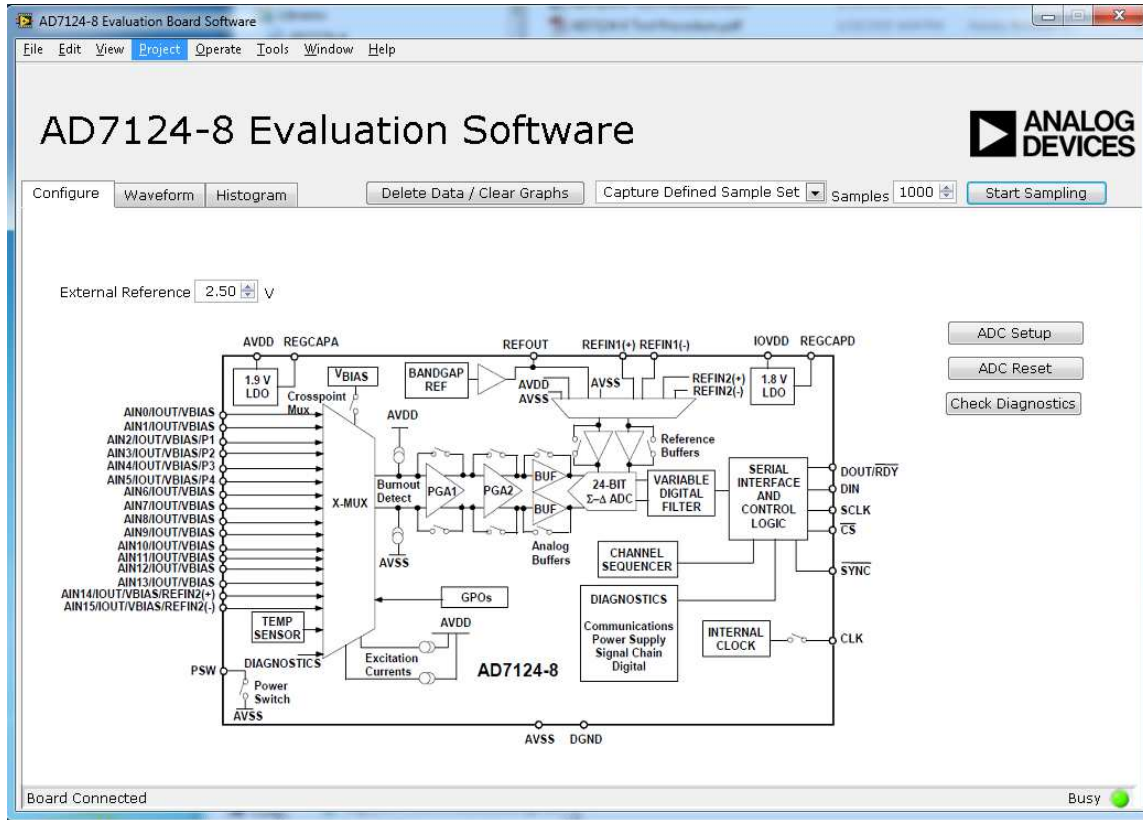 AD7124-8 Evaluation Board Software
File Edit View Project Operate Tools Window Help
AD7124-8 Evaluation Software
ANALOG
DEVICES
Configure Waveform Histogram Delete Data / Clear Graphs Capture Defined Sample Set Samples 1000 Start Sampling
External Reference 2.50 V
ADC Setup
ADC Reset
Check Diagnostics
AVDD REGCAPA REFOUT REFIN1(+) REFIN1(-) IOVDD REGCAPD
1.9 V
LDO
VBIAS
Crosspoint
Mux
BANDGAP
REF
AVDD
AVSS
AVSS
REFIN2(+)
REFIN2(-)
1.8 V
LDO
AVDD
Reference
Buffers
AIN0/IOUT/VBIAS
AIN1/IOUT/VBIAS
AIN2/IOUT/VBIAS/P1
AIN3/IOUT/VBIAS/P2
AIN4/IOUT/VBIAS/P3
AIN5/IOUT/VBIAS/P4
AIN6/IOUT/VBIAS
AIN7/IOUT/VBIAS
AIN8/IOUT/VBIAS
AIN9/IOUT/VBIAS
AIN10/IOUT/VBIAS
AIN11/IOUT/VBIAS
AIN12/IOUT/VBIAS
AIN13/IOUT/VBIAS
AIN14/IOUT/VBIAS/REFIN2(+)
AIN15/IOUT/VBIAS/REFIN2(-)
X-MUX
Burnout
Detect
PGA1
PGA2
BUF
BUF
24-BIT
Σ–Δ ADC
VARIABLE
DIGITAL
FILTER
SERIAL
INTERFACE
AND
CONTROL
LOGIC
DOUT/RDY
DIN
SCLK
CS
SYNC
AVSS
Analog
Buffers
CHANNEL
SEQUENCER
GPOs
DIAGNOSTICS
Communications
Power Supply
Signal Chain
Digital
TEMP
SENSOR
AVDD
INTERNAL
CLOCK
CLK
DIAGNOSTICS
Excitation
Currents
AD7124-8
PSW
Power
Switch
AVSS
AVSS DGND
Board Connected Busy